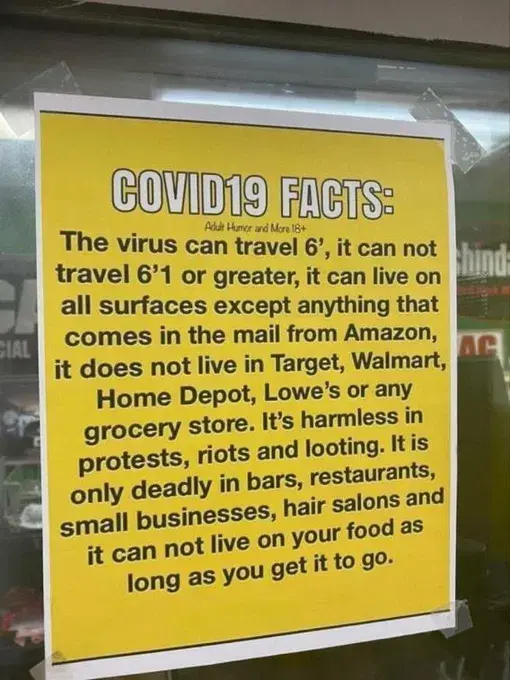 COVID19 FACTS:
Adult Humor and More 18+
The virus can travel 6', it can not
travel 6'1 or greater, it can live on
all surfaces except anything that
comes in the mail from Amazon,
it does not live in Target, Walmart,
Home Depot, Lowe's or any
grocery store. It's harmless in
protests, riots and looting. It is
only deadly in bars, restaurants,
small businesses, hair salons and
it can not live on your food as
long as you get it to go.